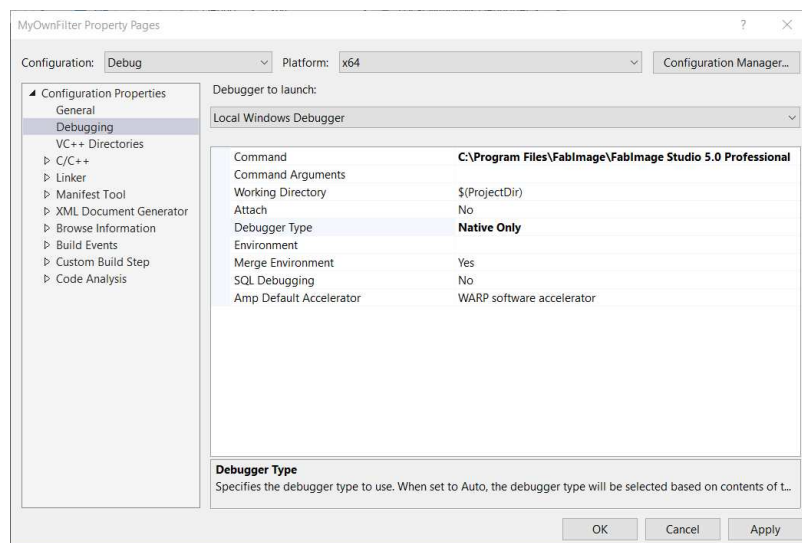 MyOwnFilter Property Pages
?
Configuration: Debug Platform: x64 Configuration Manager...
Configuration Properties
General
Debugging
VC++ Directories
C/C++
Linker
Manifest Tool
XML Document Generator
Browse Information
Build Events
Custom Build Step
Code Analysis
Debugger to launch:
Local Windows Debugger
Command C:\Program Files\FabImage\FabImage Studio 5.0 Professional
Command Arguments
Working Directory $(ProjectDir)
Attach No
Debugger Type Native Only
Environment
Merge Environment Yes
SQL Debugging No
Amp Default Accelerator WARP software accelerator
Debugger Type
Specifies the debugger type to use. When set to Auto, the debugger type will be selected based on contents of t...
OK Cancel Apply